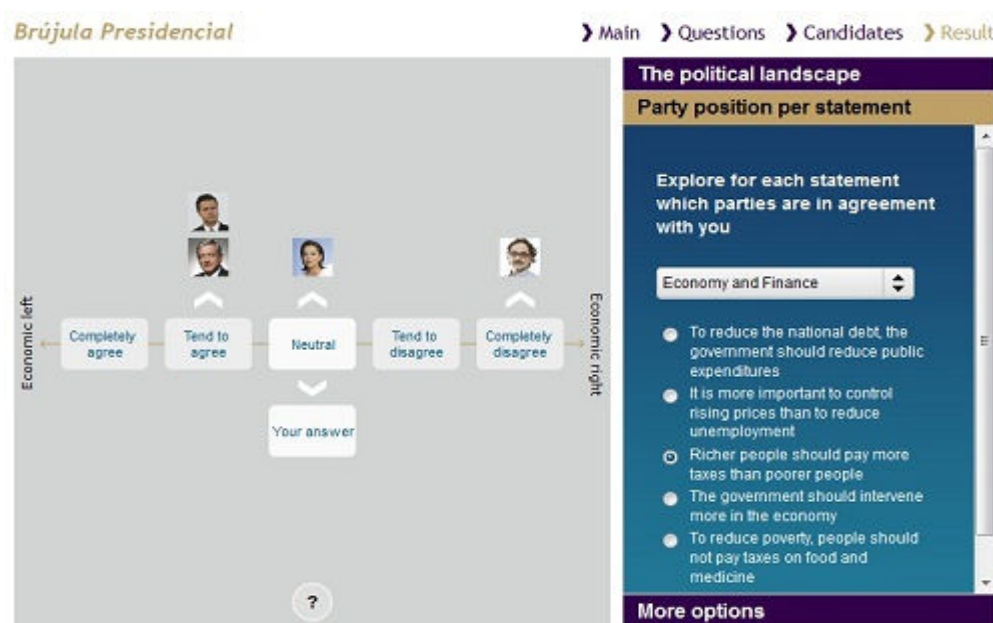 Brújula Presidencial
❯ Main ❯ Questions ❯ Candidates ❯ Result
The political landscape
Party position per statement
Explore for each statement
which parties are in agreement
with you
Economy and Finance
To reduce the national debt, the
government should reduce public
expenditures
It is more important to control
rising prices than to reduce
unemployment
Richer people should pay more
taxes than poorer people
The government should intervene
more in the economy
To reduce poverty, people should
not pay taxes on food and
medicine
More options
Economic left
Completely
agree
Tend to
agree
Neutral
Tend to
disagree
Completely
disagree
Economic right
Your answer
?